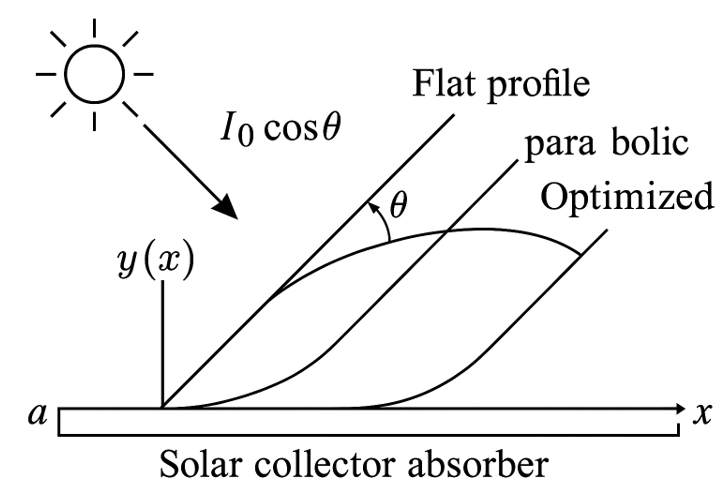 Flat profile
I₀ cosθ
para bolic
θ
Optimized
y(x)
a
x
Solar collector absorber